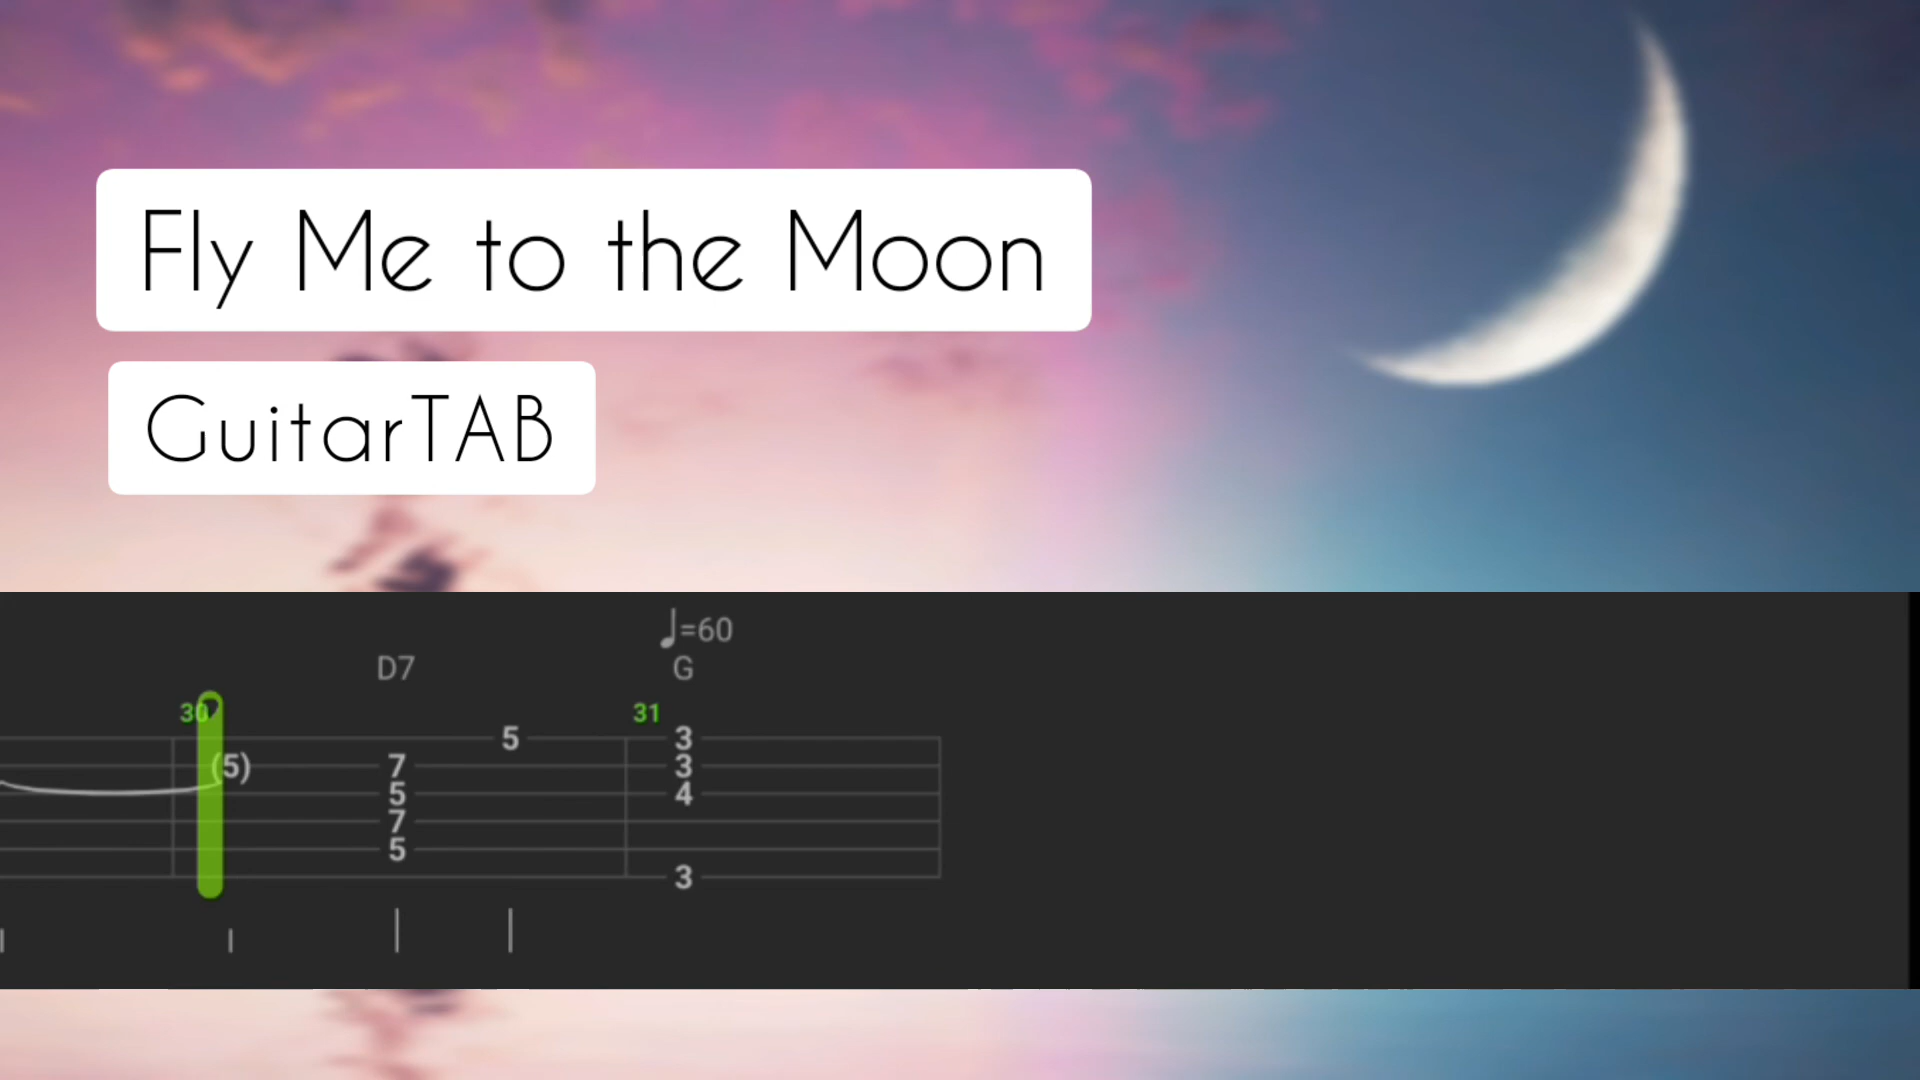 Fly Me to the Moon
GuitarTAB
♩=60
D7 G
30 31
5 3
(5) 7 3
5 4
7
5
3